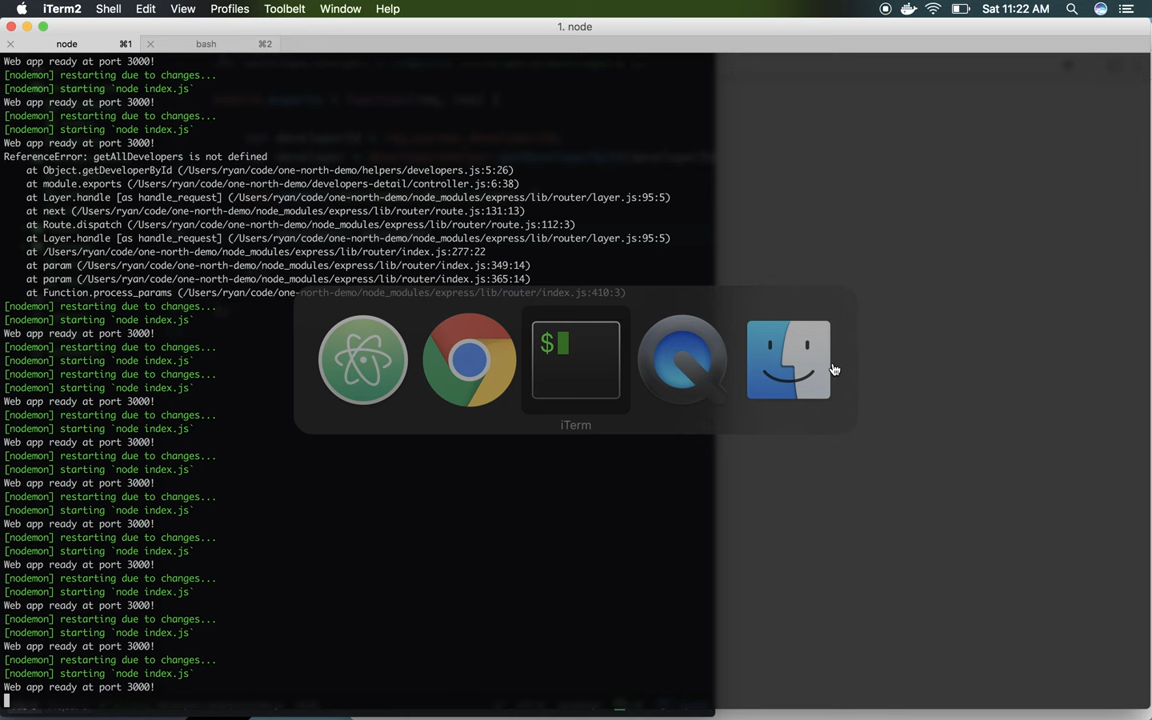 iTerm2 Shell Edit View Profiles Toolbelt Window Help Sat 11:22 AM
1. node
node ⌘1 bash ⌘2
Web app ready at port 3000!
[nodemon] restarting due to changes...
[nodemon] starting `node index.js`
Web app ready at port 3000!
[nodemon] restarting due to changes...
[nodemon] starting `node index.js`
Web app ready at port 3000!
ReferenceError: getAllDevelopers is not defined
at Object.getDeveloperById (/Users/ryan/code/one-north-demo/helpers/developers.js:5:26)
at module.exports (/Users/ryan/code/one-north-demo/developers-detail/controller.js:6:38)
at Layer.handle [as handle_request] (/Users/ryan/code/one-north-demo/node_modules/express/lib/router/layer.js:95:5)
at next (/Users/ryan/code/one-north-demo/node_modules/express/lib/router/route.js:131:13)
at Route.dispatch (/Users/ryan/code/one-north-demo/node_modules/express/lib/router/route.js:112:3)
at Layer.handle [as handle_request] (/Users/ryan/code/one-north-demo/node_modules/express/lib/router/layer.js:95:5)
at /Users/ryan/code/one-north-demo/node_modules/express/lib/router/index.js:277:22
at param (/Users/ryan/code/one-north-demo/node_modules/express/lib/router/index.js:349:14)
at param (/Users/ryan/code/one-north-demo/node_modules/express/lib/router/index.js:365:14)
at Function.process_params (/Users/ryan/code/one-north-demo/node_modules/express/lib/router/index.js:410:3)
[nodemon] restarting due to changes...
[nodemon] starting `node index.js`
Web app ready at port 3000!
[nodemon] restarting due to changes...
[nodemon] starting `node index.js`
[nodemon] restarting due to changes...
[nodemon] starting `node index.js`
Web app ready at port 3000!
[nodemon] starting `node index.js`
Web app ready at port 3000!
[nodemon] restarting due to changes...
[nodemon] starting `node index.js`
Web app ready at port 3000!
[nodemon] restarting due to changes...
[nodemon] starting `node index.js`
Web app ready at port 3000!
[nodemon] restarting due to changes...
[nodemon] starting `node index.js`
Web app ready at port 3000!
[nodemon] restarting due to changes...
[nodemon] starting `node index.js`
Web app ready at port 3000!
[nodemon] restarting due to changes...
[nodemon] starting `node index.js`
Web app ready at port 3000!
[nodemon] restarting due to changes...
[nodemon] starting `node index.js`
Web app ready at port 3000!
$
iTerm